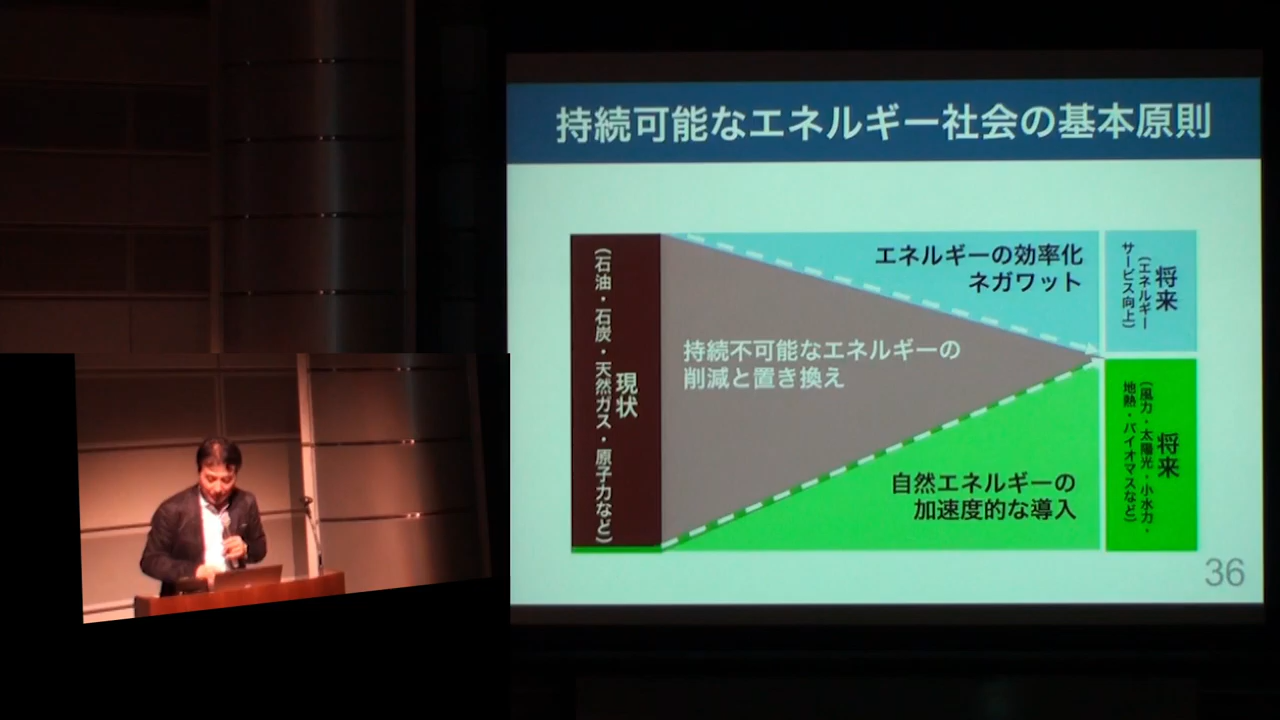 持続可能なエネルギー社会の基本原則
現状
(石油・石炭・天然ガス・原子力など)
エネルギーの効率化
ネガワット
持続不可能なエネルギーの
削減と置き換え
自然エネルギーの
加速度的な導入
将来
(エネルギー
サービス向上)
将来
(風力・太陽光・小水力・
地熱・バイオマスなど)
36